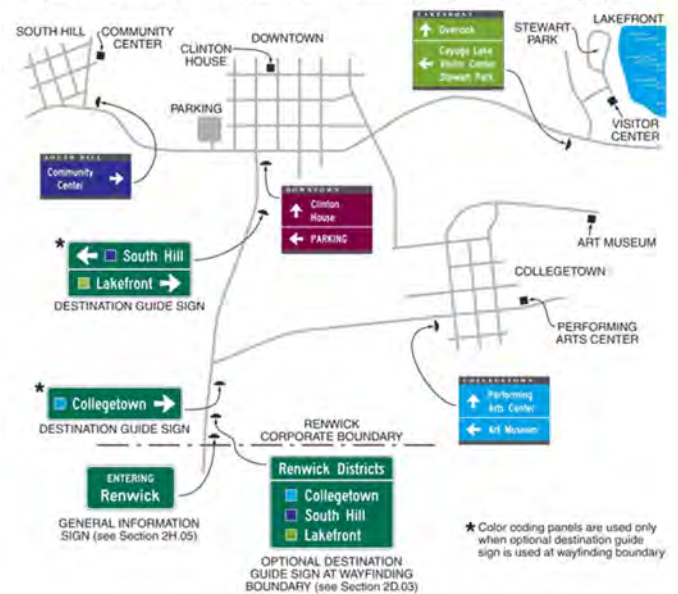 SOUTH HILL
COMMUNITY
CENTER
CLINTON
HOUSE
DOWNTOWN
PARKING
LAKEFRONT
Overlook
Cayuga Lake
Visitor Center
Stewart Park
STEWART
PARK
LAKEFRONT
VISITOR
CENTER
SOUTH HILL
Community
Center
DOWNTOWN
Clinton
House
PARKING
ART MUSEUM
COLLEGETOWN
PERFORMING
ARTS CENTER
* South Hill
Lakefront
DESTINATION GUIDE SIGN
* Collegetown
DESTINATION GUIDE SIGN
COLLEGETOWN
Performing
Arts Center
Art Museum
RENWICK
CORPORATE BOUNDARY
ENTERING
Renwick
GENERAL INFORMATION
SIGN (see Section 2H.05)
Renwick Districts
Collegetown
South Hill
Lakefront
OPTIONAL DESTINATION
GUIDE SIGN AT WAYFINDING
BOUNDARY (see Section 2D.03)
* Color coding panels are used only
when optional destination guide
sign is used at wayfinding boundary